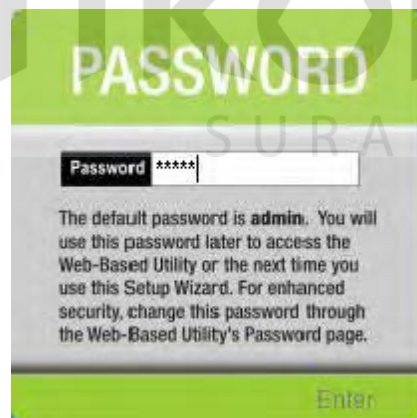 PASSWORD
SURA
Password *****
The default password is admin. You will
use this password later to access the
Web-Based Utility or the next time you
use this Setup Wizard. For enhanced
security, change this password through
the Web-Based Utility's Password page.
Enter